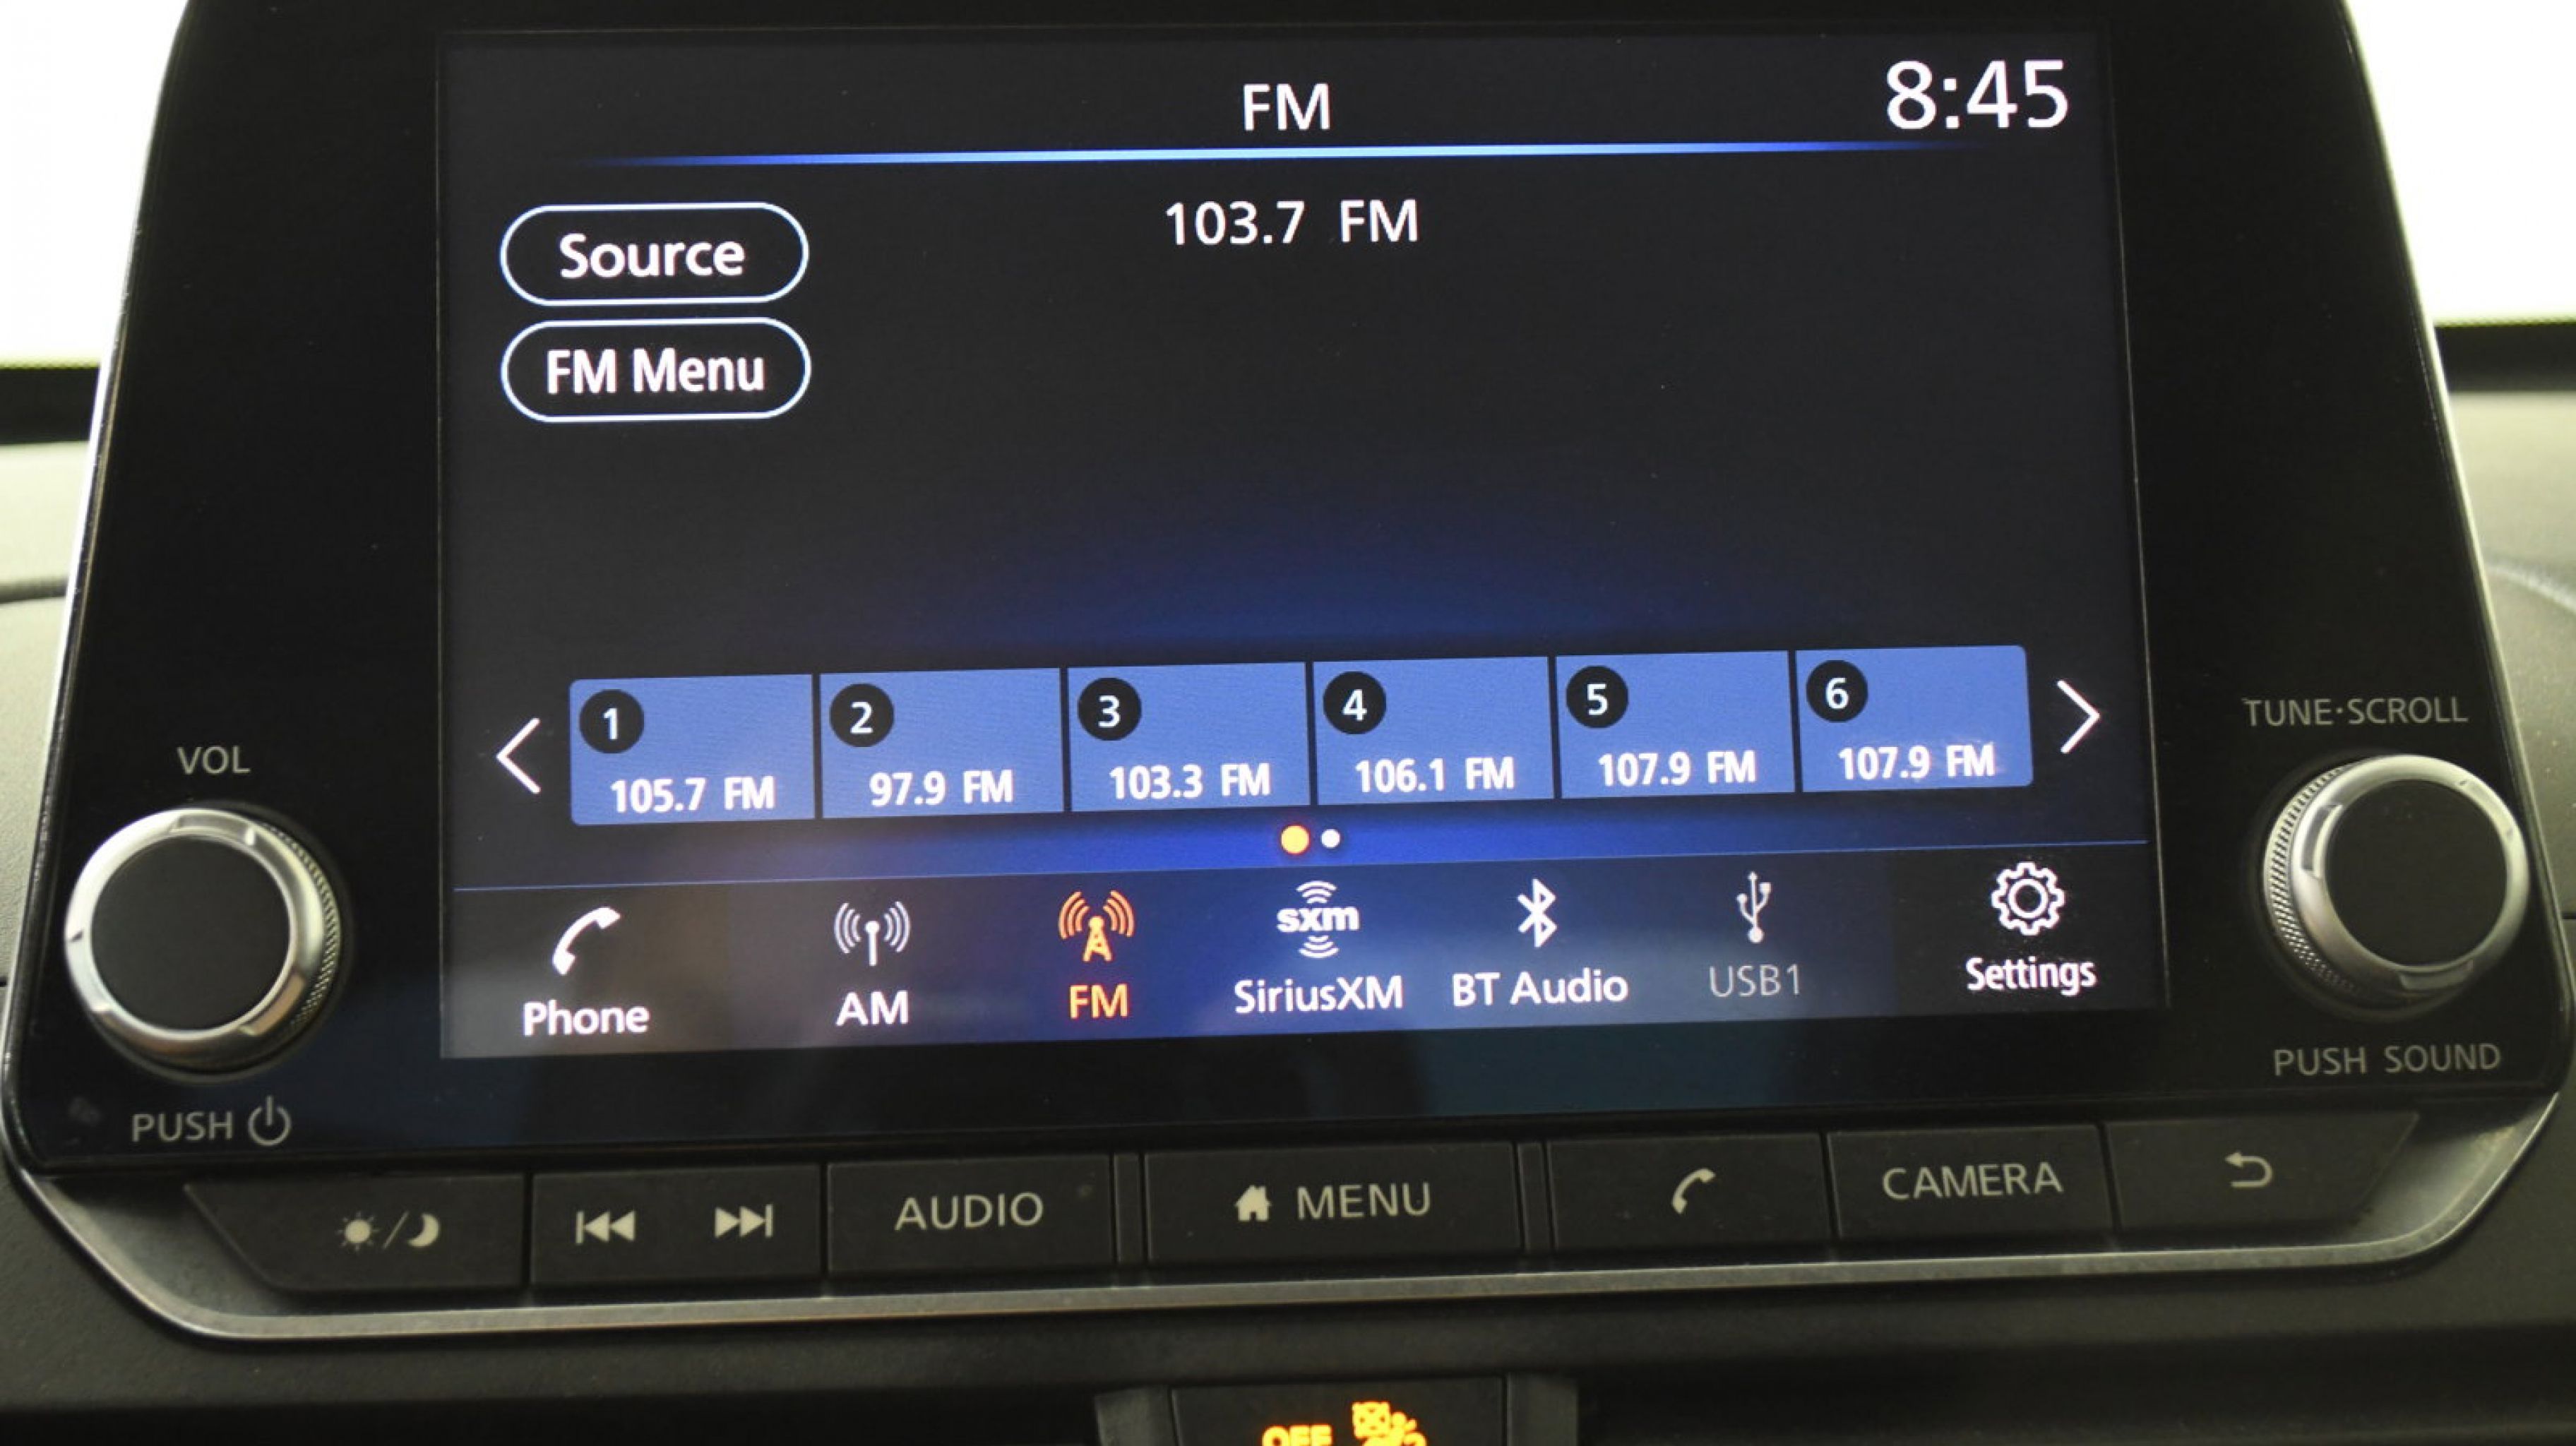 FM
8:45
103.7 FM
Source
FM Menu
1
2
3
4
5
6
105.7 FM
97.9 FM
103.3 FM
106.1 FM
107.9 FM
107.9 FM
VOL
TUNE·SCROLL
sxm
Phone
AM
FM
SiriusXM
BT Audio
USB1
Settings
PUSH
PUSH SOUND
AUDIO
MENU
CAMERA
OFF